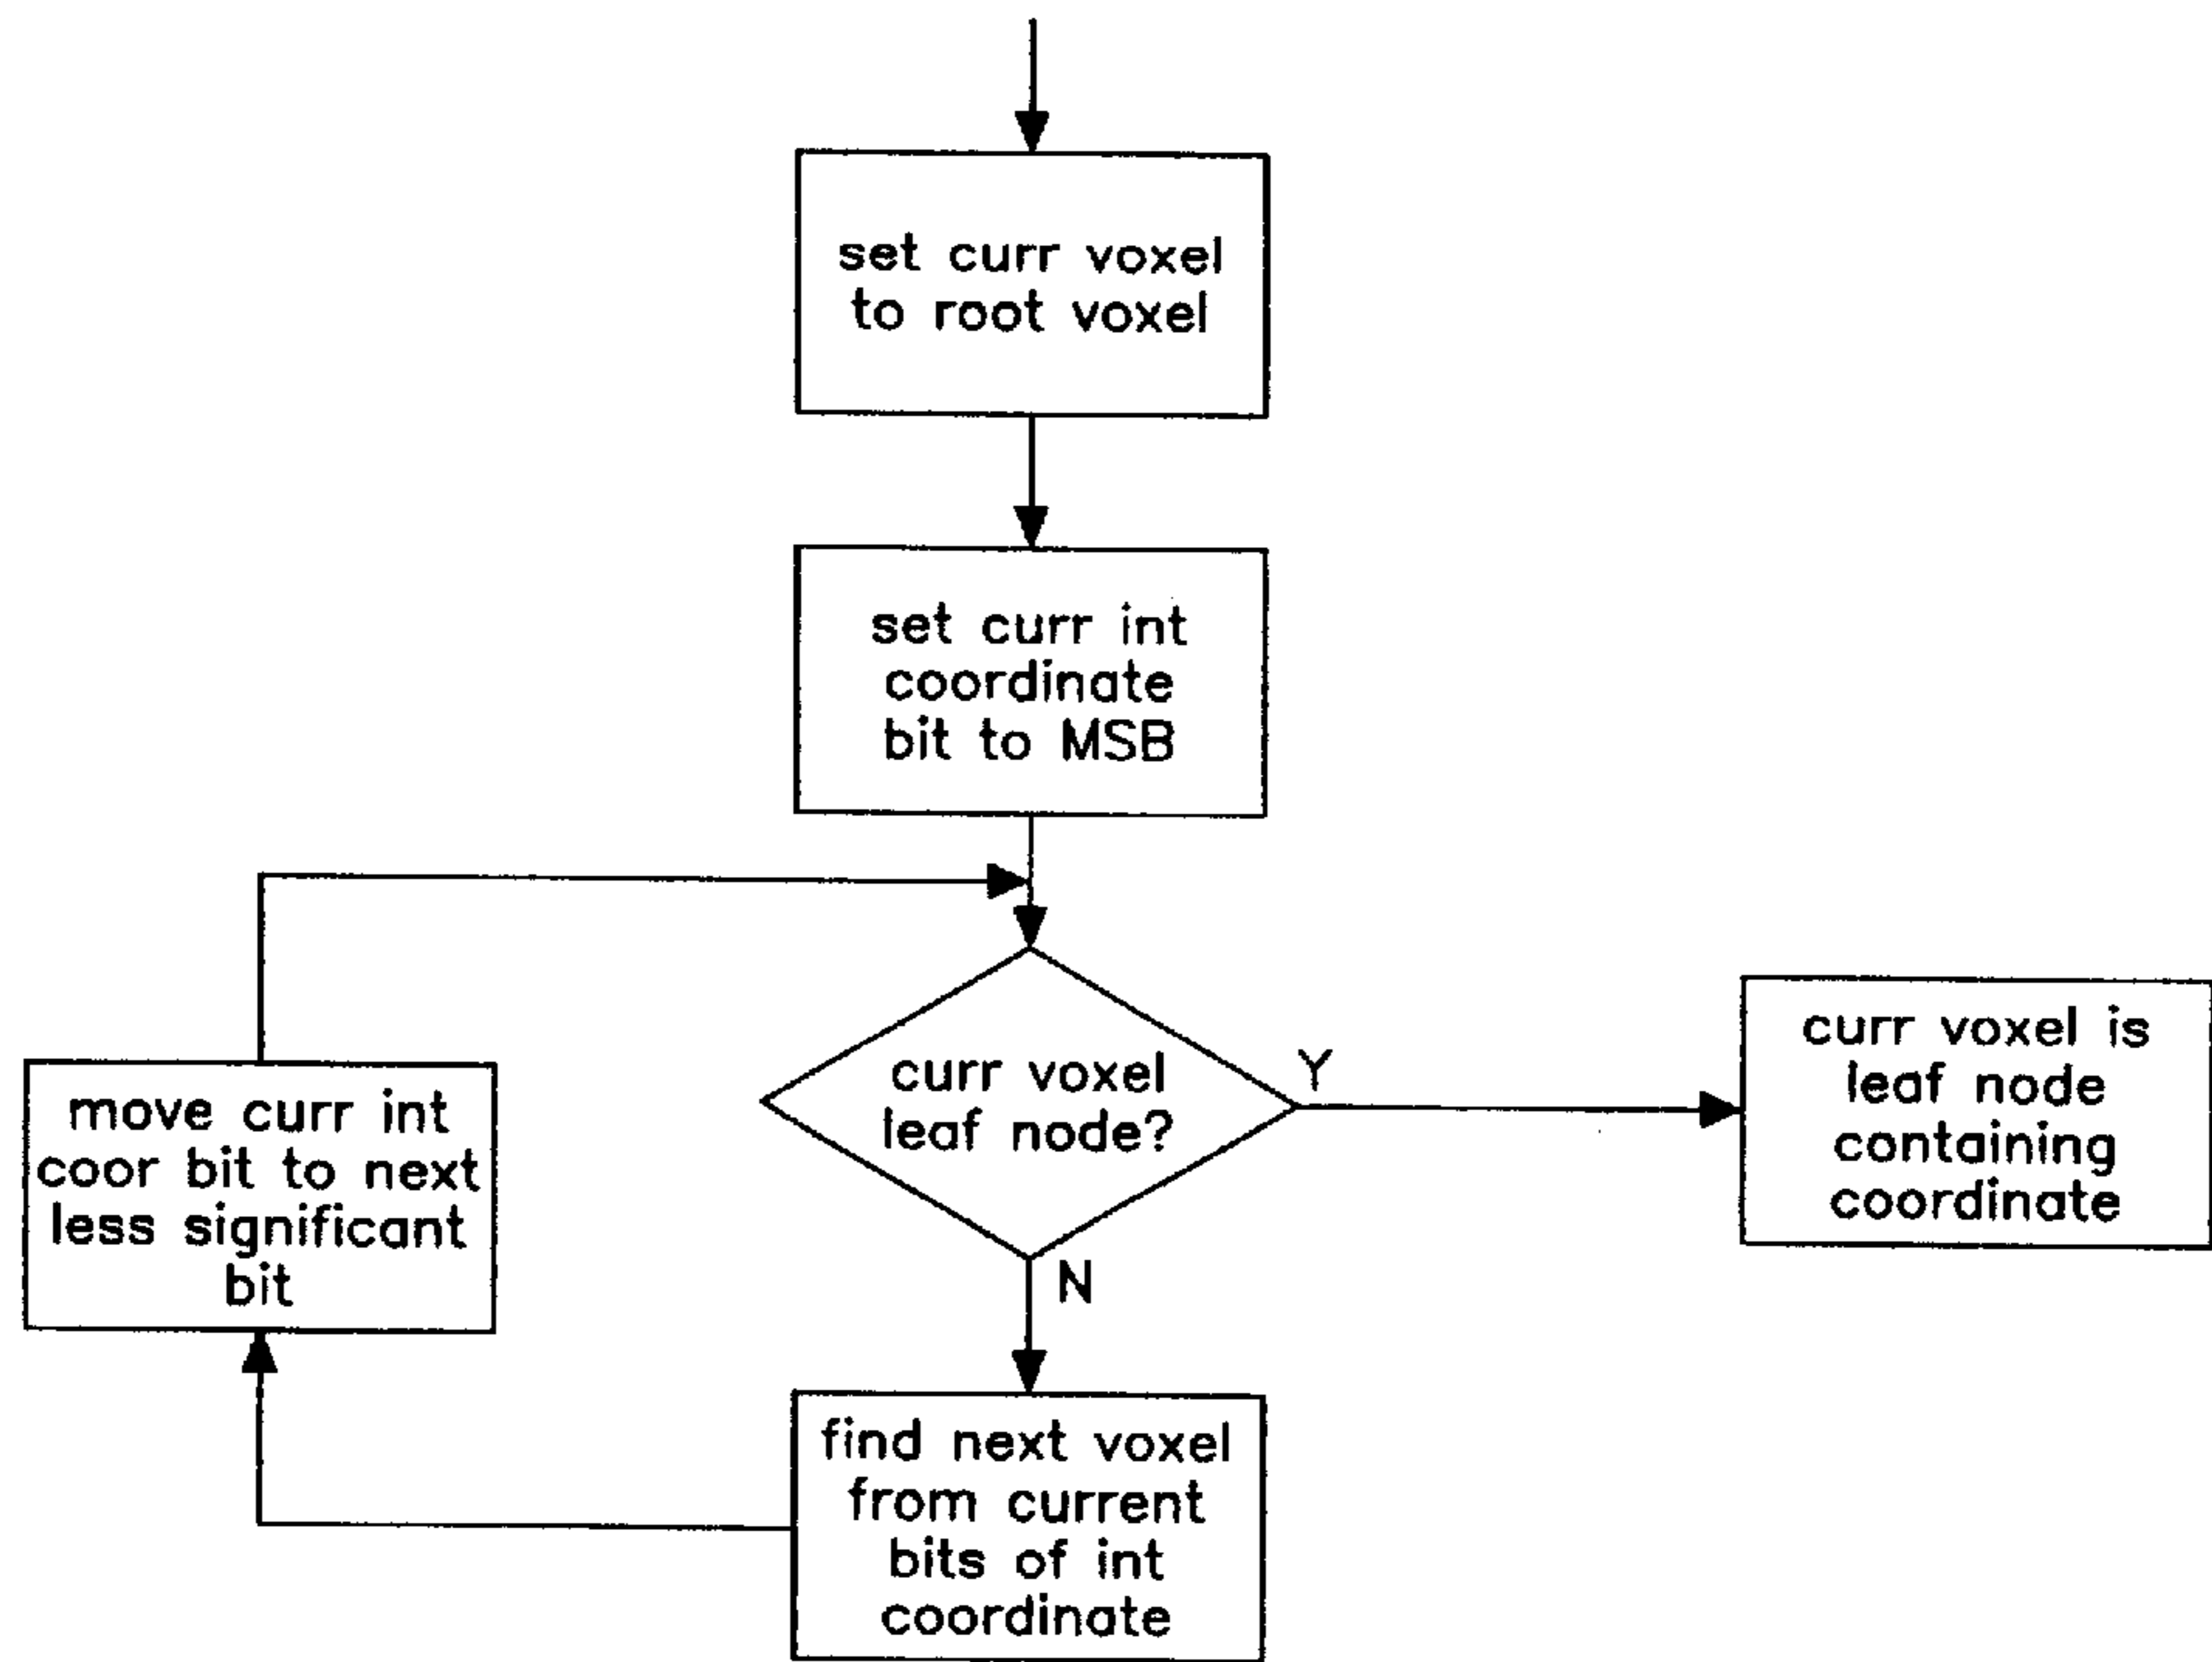 set curr voxel
to root voxel
set curr int
coordinate
bit to MSB
curr voxel
leaf node?
Y
N
curr voxel is
leaf node
containing
coordinate
find next voxel
from current
bits of int
coordinate
move curr int
coor bit to next
less significant
bit